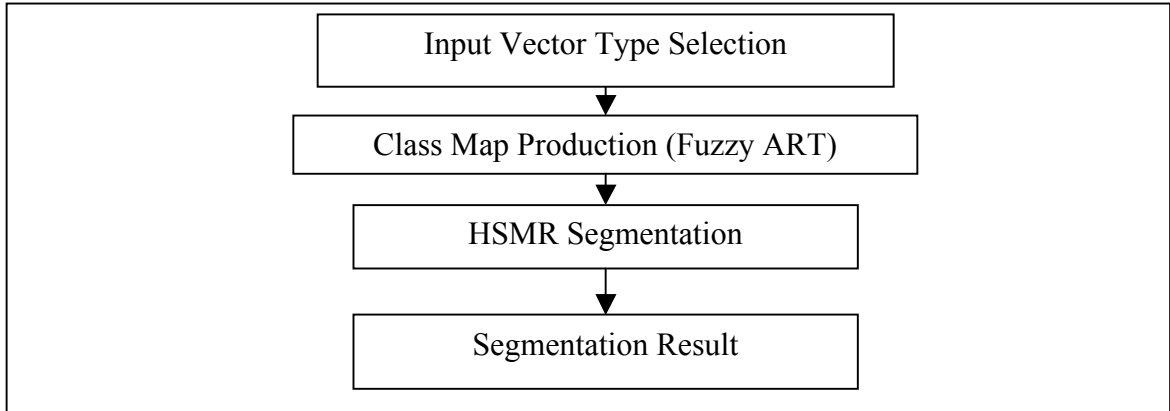 Input Vector Type Selection
Class Map Production (Fuzzy ART)
HSMR Segmentation
Segmentation Result